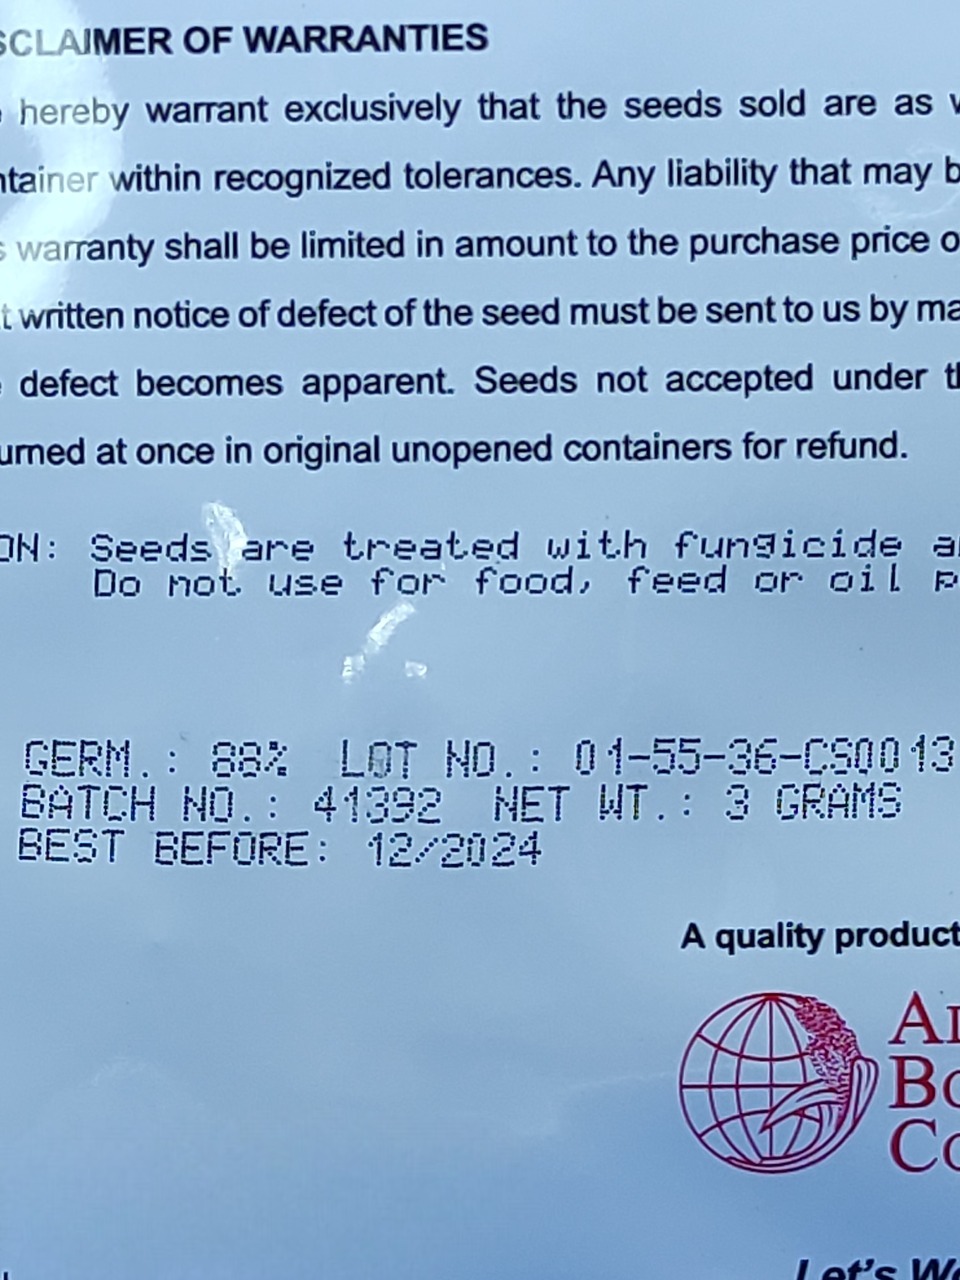 SCLAIMER OF WARRANTIES
hereby warrant exclusively that the seeds sold are as
ntainer within recognized tolerances. Any liability that may b
s warranty shall be limited in amount to the purchase price o
t written notice of defect of the seed must be sent to us by ma
defect becomes apparent. Seeds not accepted under th
urned at once in original unopened containers for refund.
ON: Seeds are treated with fungicide a
Do not use for food, feed or oil p
GERM.: 88% LOT NO.: 01-55-36-CS0013
BATCH NO.: 41392 NET WT.: 3 GRAMS
BEST BEFORE: 12/2024
A quality product
Bo
Co
Let's We